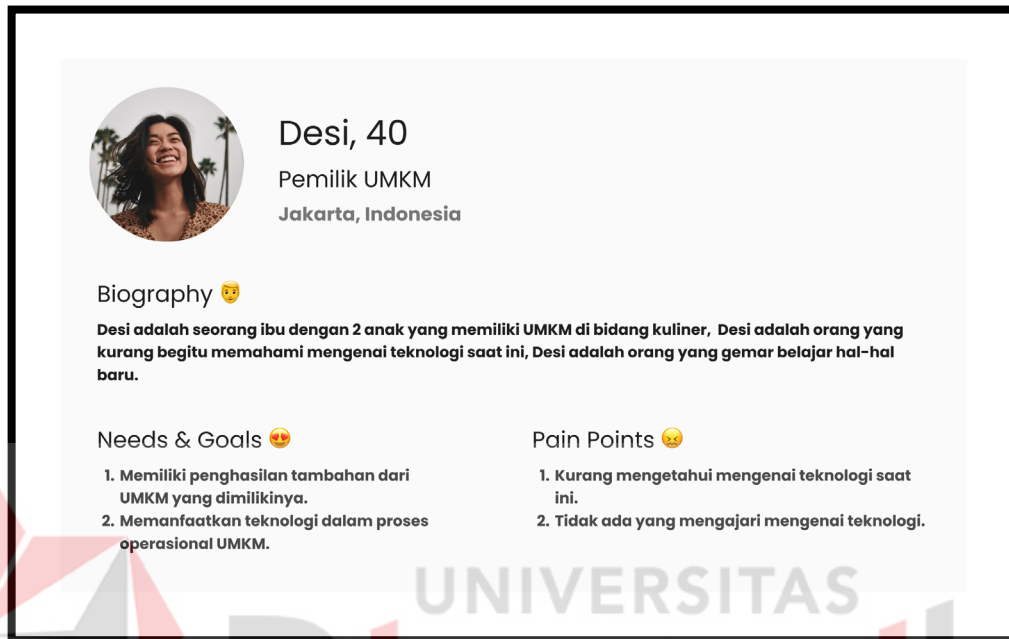 Desi, 40
Pemilik UMKM
Jakarta, Indonesia
Biography 😇
Desi adalah seorang ibu dengan 2 anak yang memiliki UMKM di bidang kuliner, Desi adalah orang yang
kurang begitu memahami mengenai teknologi saat ini, Desi adalah orang yang gemar belajar hal-hal
baru.
Needs & Goals 😍
1. Memiliki penghasilan tambahan dari
UMKM yang dimilikinya.
2. Memanfaatkan teknologi dalam proses
operasional UMKM.
Pain Points 😖
1. Kurang mengetahui mengenai teknologi saat
ini.
2. Tidak ada yang mengajari mengenai teknologi.
UNIVERSITAS